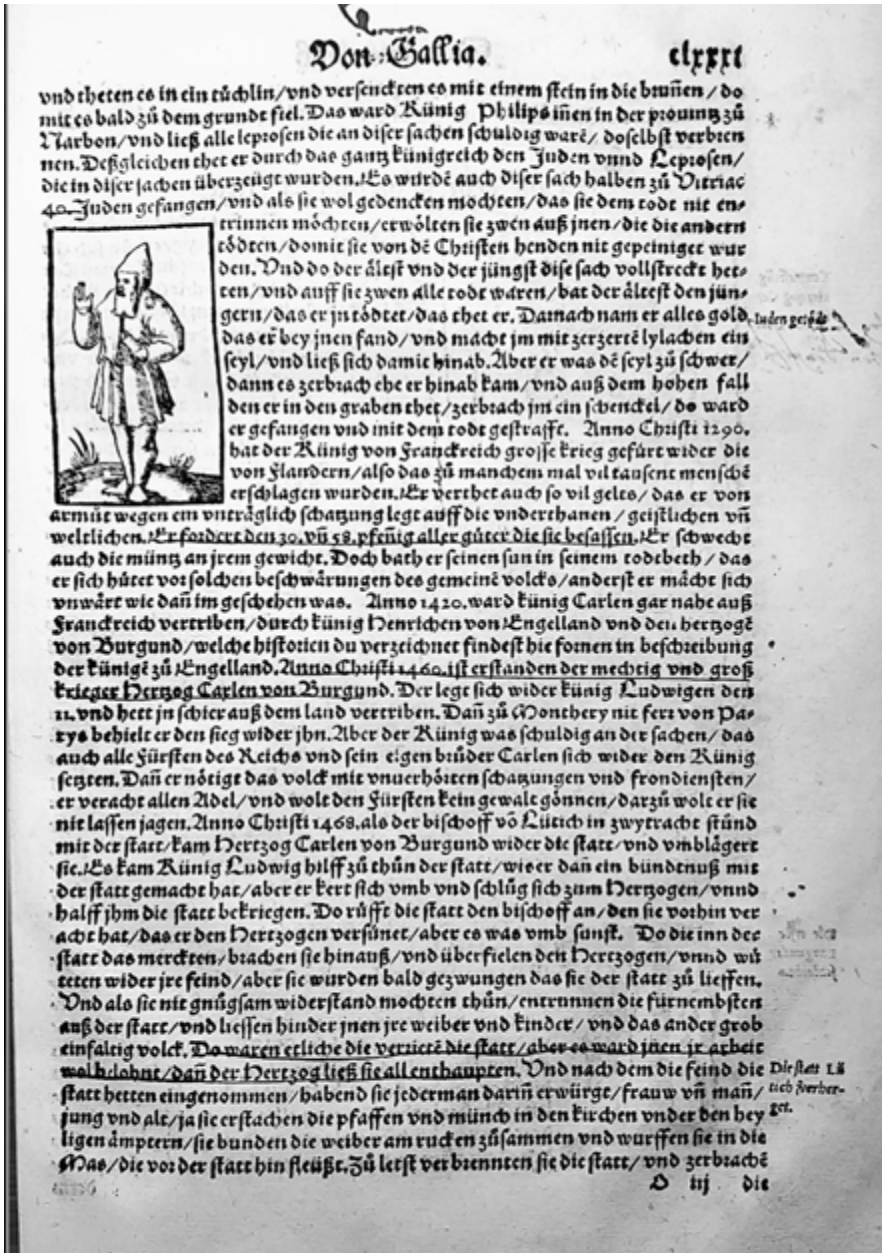 Von Gallia.
clxxxi
vnd theten es in ein tüchlin/vnd versenckten es mit einem stein in die brunnē/do
mit es bald zů dem grundt fiel. Das ward Künig Philips iñen in der prouintz zů
Narbon/vnd ließ alle leprosen die an diser sachen schuldig warē/doselbst verbren
nen. Deßgleichen thet er durch das gantz künigreich den Juden vnnd Leprosen/
die in diser sachen überzeugt wurden. Es wurdē auch diser sach halben zů Vitriac
40. Juden gefangen/vnd als sie wol gedencken mochten/das sie dem todt nit en-
trinnen möchten/erwölten sie zwen auß jnen/die die andern
tödten/domit sie von dē Christen henden nit gepeiniget wur
den. Vnd do der åltst vnd der jüngst dise sach vollstreckt het-
ten/vnd auff sie zwen alle todt waren/bat der åltest den jün-
gern/das er jn tödtet/das thet er. Darnach nam er alles gold
das er bey jnen fand/vnd macht jm mit zerzertē lylachen ein
seyl/vnd ließ sich damit hinab. Aber er was dē seyl zů schwer/
dann es zerbrach ehe er hinab kam/vnd auß dem hohen fall
den er in den graben thet/zerbrach jm ein schenckel/do ward
er gefangen vnd mit dem todt gestrafft. Anno Christi 1296.
hat der Künig von Franckreich grosse krieg gefürt wider die
von Flandern/also das zů manchem mal vil tausent menschē
erschlagen wurden. Er verthet auch so vil gelts/das er von
armůt wegen ein vnträglich schatzung legt auff die vnderthanen/geistlichen vñ
weltlichen. Er fordert den 30. vñ 58. pfeñig aller güter die sie besassen. Er schwecht
auch die müntz an jrem gewicht. Doch bath er seinen sun in seinem todtbeth/das
er sich hütet vor solchen beschwårungen des gemeinē volcks/anderst er måcht sich
vnwårt wie dañ im geschehen was. Anno 1420. ward künig Carlen gar nahe auß
Franckreich vertriben/durch künig Henrichen von Engelland vnd den hertzogē
von Burgund/welche historien du verzeichnet findest hie fornen in beschreibung
der künigē zů Engelland. Anno Christi 1460. ist erstanden der mechtig vnd groß
krieger Hertzog Carlen von Burgund. Der legt sich wider künig Ludwigen den
11. vnd hett jn schier auß dem land vertriben. Dañ zů Monthery nit ferr von Pa-
rys behielt er den sieg wider jhn. Aber der Künig was schuldig an der sachen/das
auch alle Fürsten des Reichs vnd sein eigen brůder Carlen sich wider den Künig
setzten. Dañ er nötigt das volck mit vnuerhörten schatzungen vnd frondiensten/
er veracht allen Adel/vnd wolt den Fürsten kein gewalt gönnen/darzů wolt er sie
nit lassen jagen. Anno Christi 1468. als der bischoff vō Lütich in zwytracht stůnd
mit der statt/kam Hertzog Carlen von Burgund wider die statt/vnd vmblågert
sie. Es kam Künig Ludwig hilff zů thůn der statt/wiser dañ ein bündtnuß mit
der statt gemacht hat/aber er kert sich vmb vnd schlůg sich zum Hertzogen/vnnd
halff jhm die statt bekriegen. Do růfft die statt den bischoff an/den sie vorhin ver
acht hat/das er den Hertzogen versünet/aber es was vmb sunst. Do die inn der
statt das merckten/brachen sie hinauß/vnd überfielen den Hertzogen/vnnd wü
teten wider jre feind/aber sie wurden bald gezwungen das sie der statt zů lieffen.
Vnd als sie nit gnůgsam widerstand mochten thůn/entrunnen die fürnembsten
auß der statt/vnd liessen hinder jnen jre weiber vnd kinder/vnd das ander grob
einfaltig volck. Do waren etliche die verrietē die statt/aber es ward jnen jr arbeit
wol belohnt/dañ der Hertzog ließ sie all enthaupten. Vnd nach dem die feind die
statt hetten eingenommen/habend sie jederman dariñ erwürgt/frauw vñ mañ/
jung vnd alt/ja sie erstachen die pfaffen vnd münch in den kirchen vnder den hey
ligen åmptern/sie bunden die weiber am rucken zůsammen vnd wurffen sie in die
Mas/die vor der statt hin fleüßt. Zů letst verbrennten sie die statt/vnd zerbrachē
iij die
Juden getödt
Die statt Lü
tich zerher-
get.